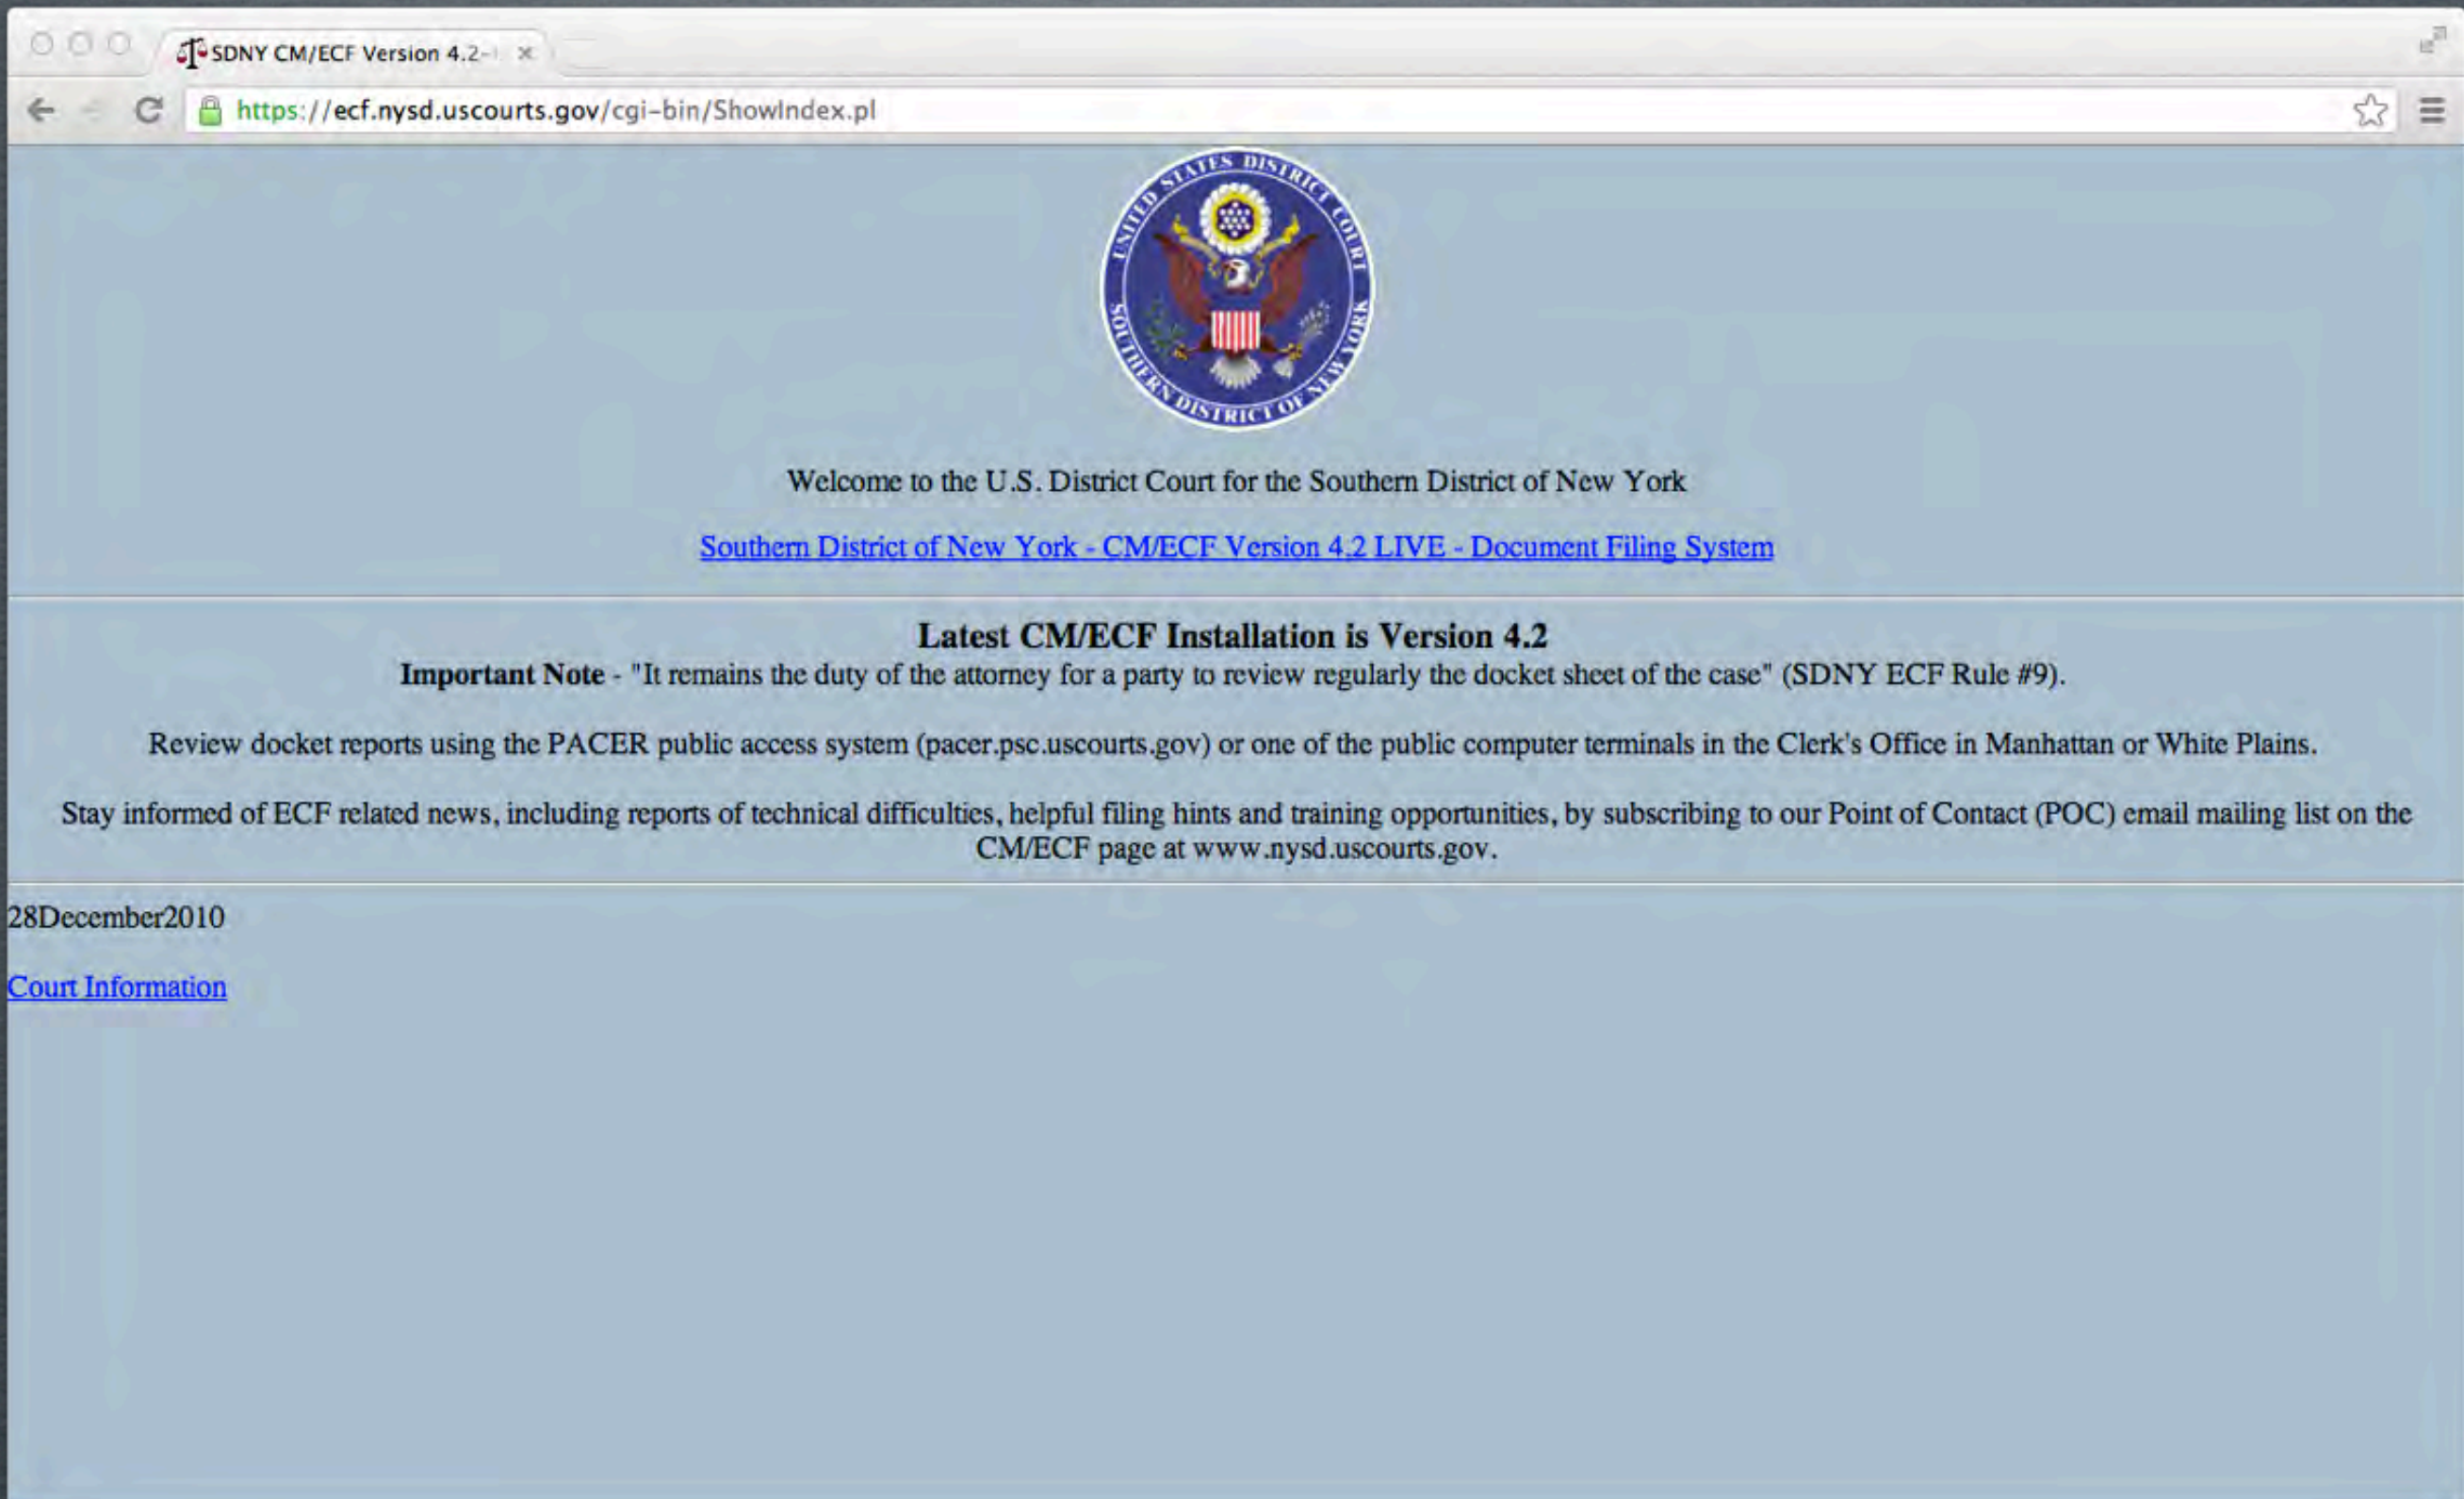 SDNY CM/ECF Version 4.2-
https://ecf.nysd.uscourts.gov/cgi-bin/ShowIndex.pl
UNITED STATES DISTRICT COURT
SOUTHERN DISTRICT OF NEW YORK
Welcome to the U.S. District Court for the Southern District of New York
Southern District of New York - CM/ECF Version 4.2 LIVE - Document Filing System
Latest CM/ECF Installation is Version 4.2
Important Note - "It remains the duty of the attorney for a party to review regularly the docket sheet of the case" (SDNY ECF Rule #9).
Review docket reports using the PACER public access system (pacer.psc.uscourts.gov) or one of the public computer terminals in the Clerk's Office in Manhattan or White Plains.
Stay informed of ECF related news, including reports of technical difficulties, helpful filing hints and training opportunities, by subscribing to our Point of Contact (POC) email mailing list on the
CM/ECF page at www.nysd.uscourts.gov.
28December2010
Court Information